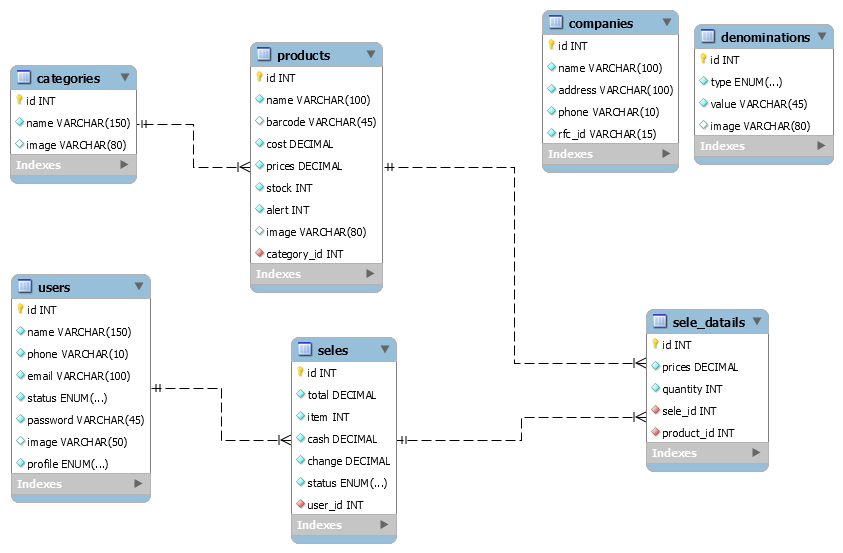 categories
id INT
name VARCHAR(150)
image VARCHAR(80)
Indexes
products
id INT
name VARCHAR(100)
barcode VARCHAR(45)
cost DECIMAL
prices DECIMAL
stock INT
alert INT
image VARCHAR(80)
category_id INT
Indexes
companies
id INT
name VARCHAR(100)
address VARCHAR(100)
phone VARCHAR(10)
rfc_id VARCHAR(15)
Indexes
denominations
id INT
type ENUM(...)
value VARCHAR(45)
image VARCHAR(80)
Indexes
users
id INT
name VARCHAR(150)
phone VARCHAR(10)
email VARCHAR(100)
status ENUM(...)
password VARCHAR(45)
image VARCHAR(50)
profile ENUM(...)
Indexes
seles
id INT
total DECIMAL
item INT
cash DECIMAL
change DECIMAL
status ENUM(...)
user_id INT
Indexes
sele_datails
id INT
prices DECIMAL
quantity INT
sele_id INT
product_id INT
Indexes